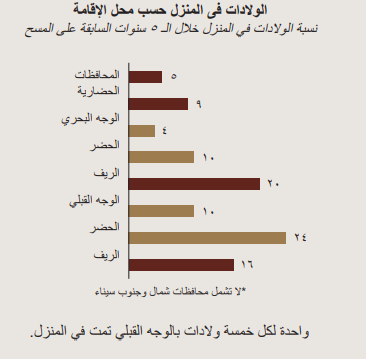 الولادات فى المنزل حسب محل الإقامة
نسبة الولادات في المنزل خلال الـ ٥ سنوات السابقة على المسح
المحافظات
٥
الحضارية
٩
الوجه البحري
٤
الحضر
١٠
الريف
٢٠
الوجه القبلي
١٠
الحضر
٢٤
الريف
١٦
*لا تشمل محافظات شمال وجنوب سيناء
واحدة لكل خمسة ولادات بالوجه القبلي تمت في المنزل.